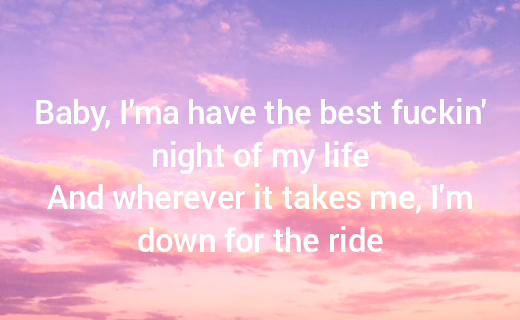 Baby, I'ma have the best fuckin'
night of my life
And wherever it takes me, I'm
down for the ride